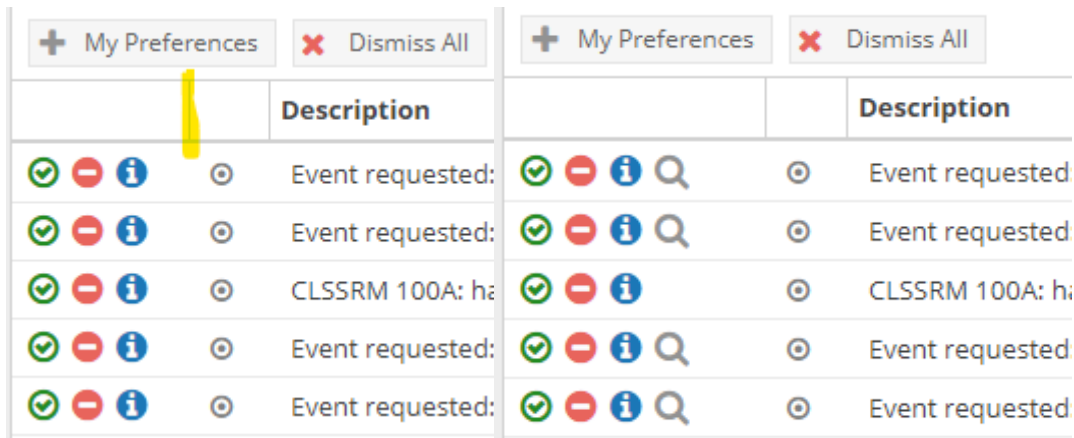 My Preferences Dismiss All
Description
Event requested:
Event requested:
CLSSRM 100A: ha
Event requested:
Event requested:
My Preferences Dismiss All
Description
Event requested:
Event requested:
CLSSRM 100A: ha
Event requested:
Event requested: